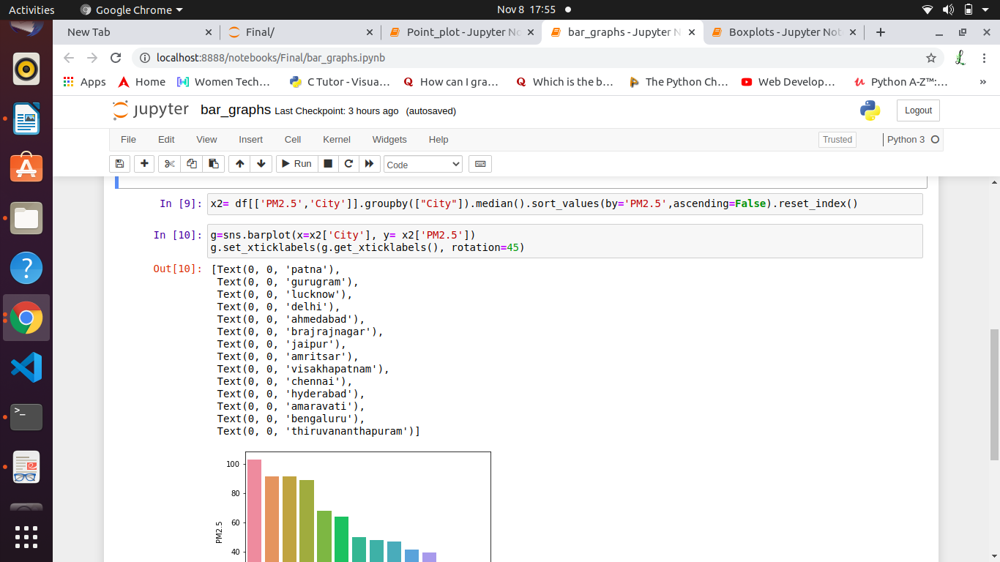 Activities Google Chrome Nov 8 17:55
New Tab Final/ Point_plot - Jupyter No bar_graphs - Jupyter N Boxplots - Jupyter Not
localhost:8888/notebooks/Final/bar_graphs.ipynb
Apps Home Women Tech… C Tutor - Visua… How can I gra… Which is the b… The Python Ch… Web Develop… Python A-Z™:… »
jupyter bar_graphs Last Checkpoint: 3 hours ago (autosaved) Logout
File Edit View Insert Cell Kernel Widgets Help Trusted Python 3
Run Code
In [9]: x2= df[['PM2.5','City']].groupby(["City"]).median().sort_values(by='PM2.5',ascending=False).reset_index()
In [10]: g=sns.barplot(x=x2['City'], y= x2['PM2.5'])
g.set_xticklabels(g.get_xticklabels(), rotation=45)
Out[10]: [Text(0, 0, 'patna'),
Text(0, 0, 'gurugram'),
Text(0, 0, 'lucknow'),
Text(0, 0, 'delhi'),
Text(0, 0, 'ahmedabad'),
Text(0, 0, 'brajrajnagar'),
Text(0, 0, 'jaipur'),
Text(0, 0, 'amritsar'),
Text(0, 0, 'visakhapatnam'),
Text(0, 0, 'chennai'),
Text(0, 0, 'hyderabad'),
Text(0, 0, 'amaravati'),
Text(0, 0, 'bengaluru'),
Text(0, 0, 'thiruvananthapuram')]
100
80
60
40
PM2.5